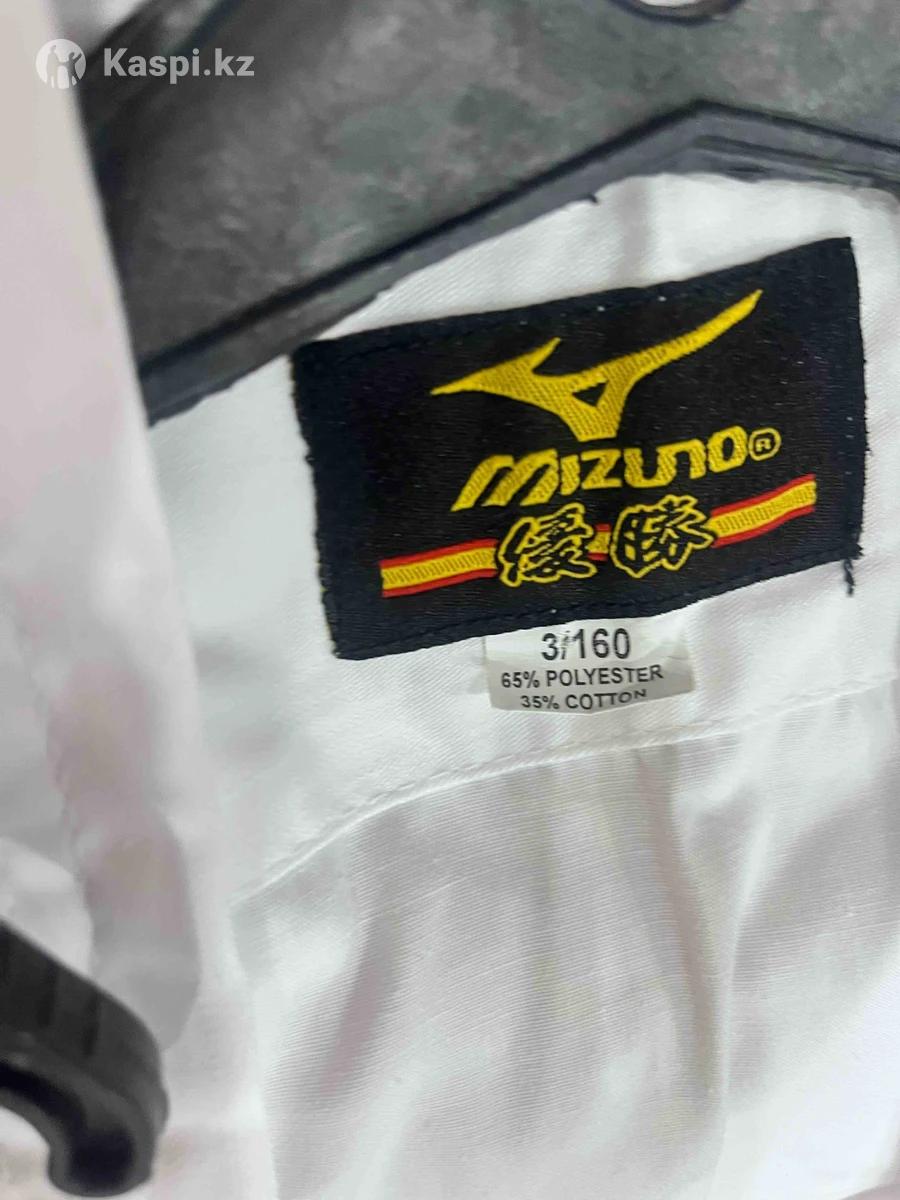 Kaspi.kz
MIZUNO®
優勝
3/160
65% POLYESTER
35% COTTON